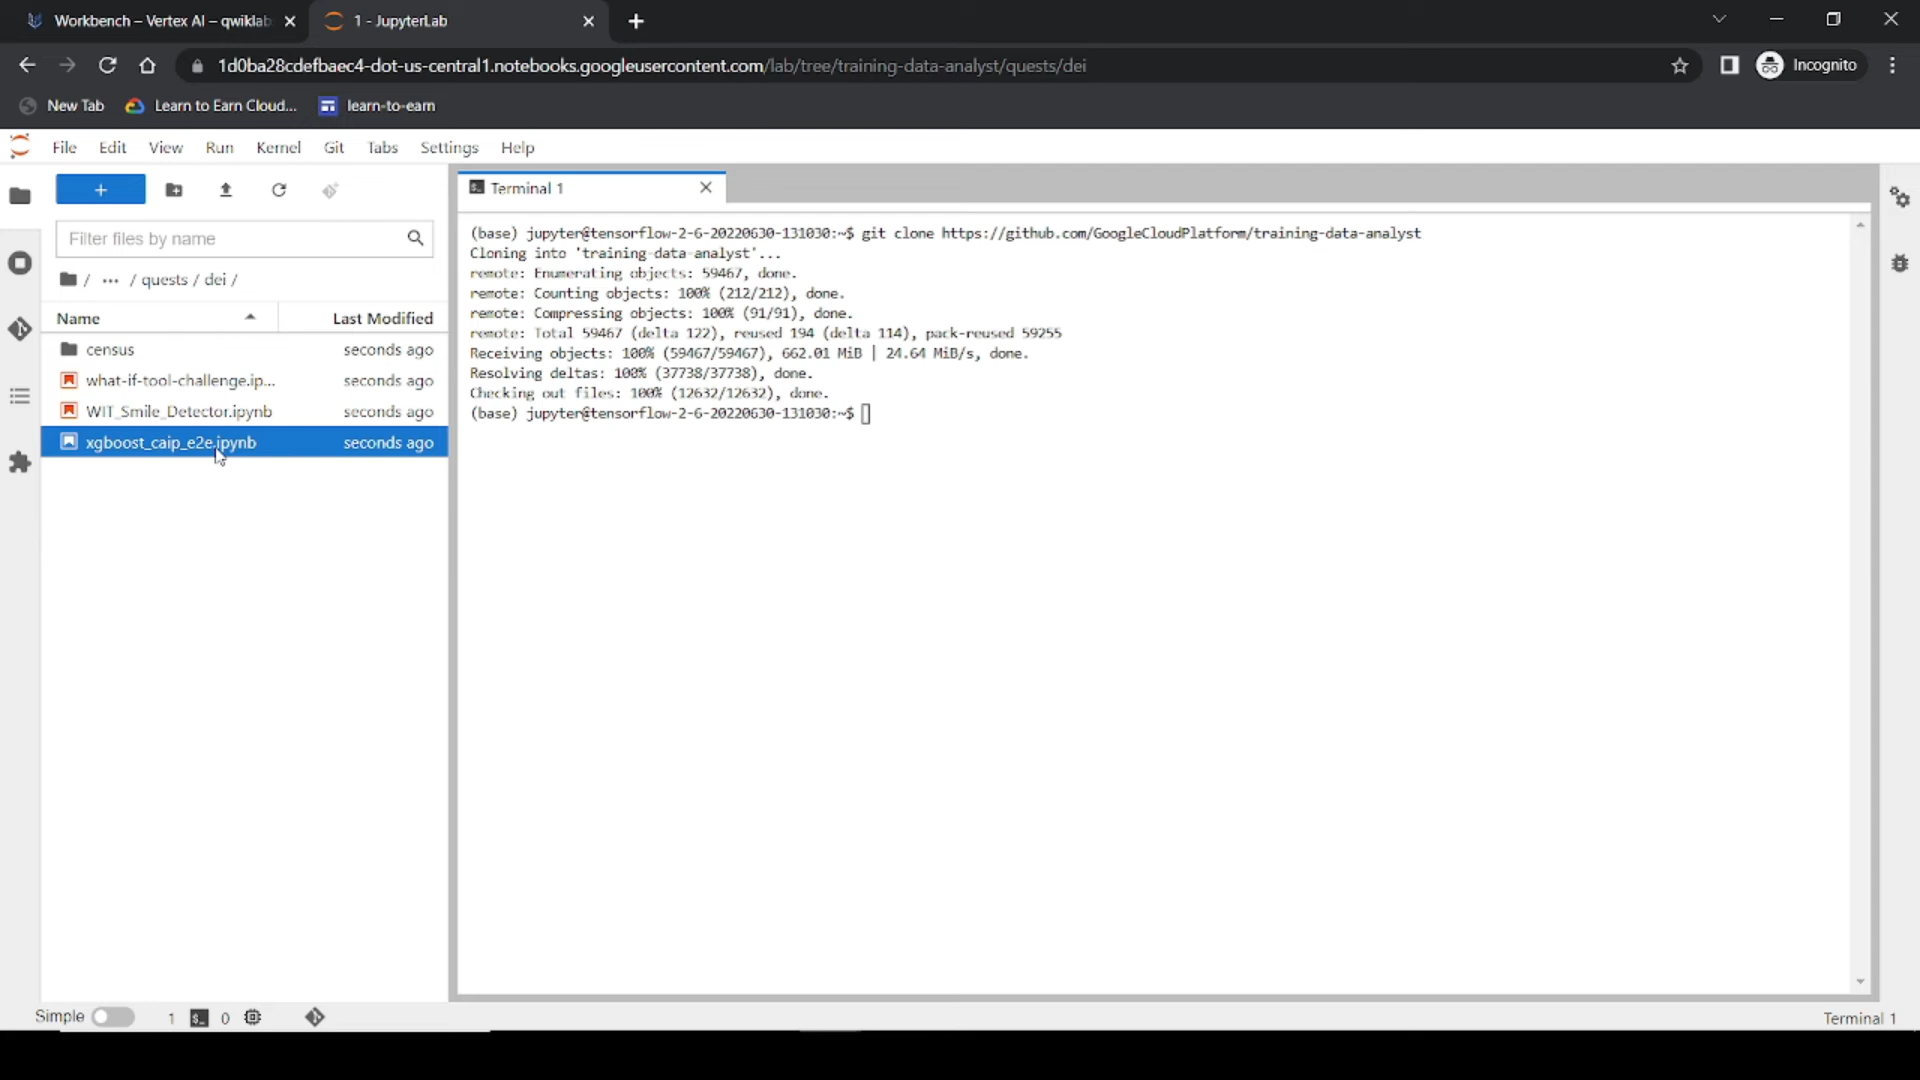 Workbench – Vertex AI – qwiklab
1 - JupyterLab
1d0ba28cdefbaec4-dot-us-central1.notebooks.googleusercontent.com/lab/tree/training-data-analyst/quests/dei
Incognito
New Tab
Learn to Earn Cloud...
learn-to-earn
File Edit View Run Kernel Git Tabs Settings Help
+
Terminal 1
Filter files by name
/ ··· / quests / dei /
Name Last Modified
census seconds ago
what-if-tool-challenge.ip... seconds ago
WIT_Smile_Detector.ipynb seconds ago
xgboost_caip_e2e.ipynb seconds ago
(base) jupyter@tensorflow-2-6-20220630-131030:~$ git clone https://github.com/GoogleCloudPlatform/training-data-analyst
Cloning into 'training-data-analyst'...
remote: Enumerating objects: 59467, done.
remote: Counting objects: 100% (212/212), done.
remote: Compressing objects: 100% (91/91), done.
remote: Total 59467 (delta 122), reused 194 (delta 114), pack-reused 59255
Receiving objects: 100% (59467/59467), 662.01 MiB | 24.64 MiB/s, done.
Resolving deltas: 100% (37738/37738), done.
Checking out files: 100% (12632/12632), done.
(base) jupyter@tensorflow-2-6-20220630-131030:~$
Simple 1 $_ 0
Terminal 1